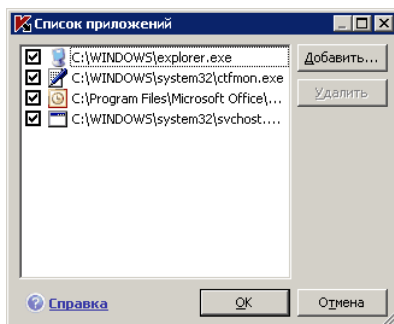 Список приложений
C:\WINDOWS\explorer.exe
Добавить...
C:\WINDOWS\system32\ctfmon.exe
C:\Program Files\Microsoft Office\...
Удалить
C:\WINDOWS\system32\svchost....
Справка
OK
Отмена